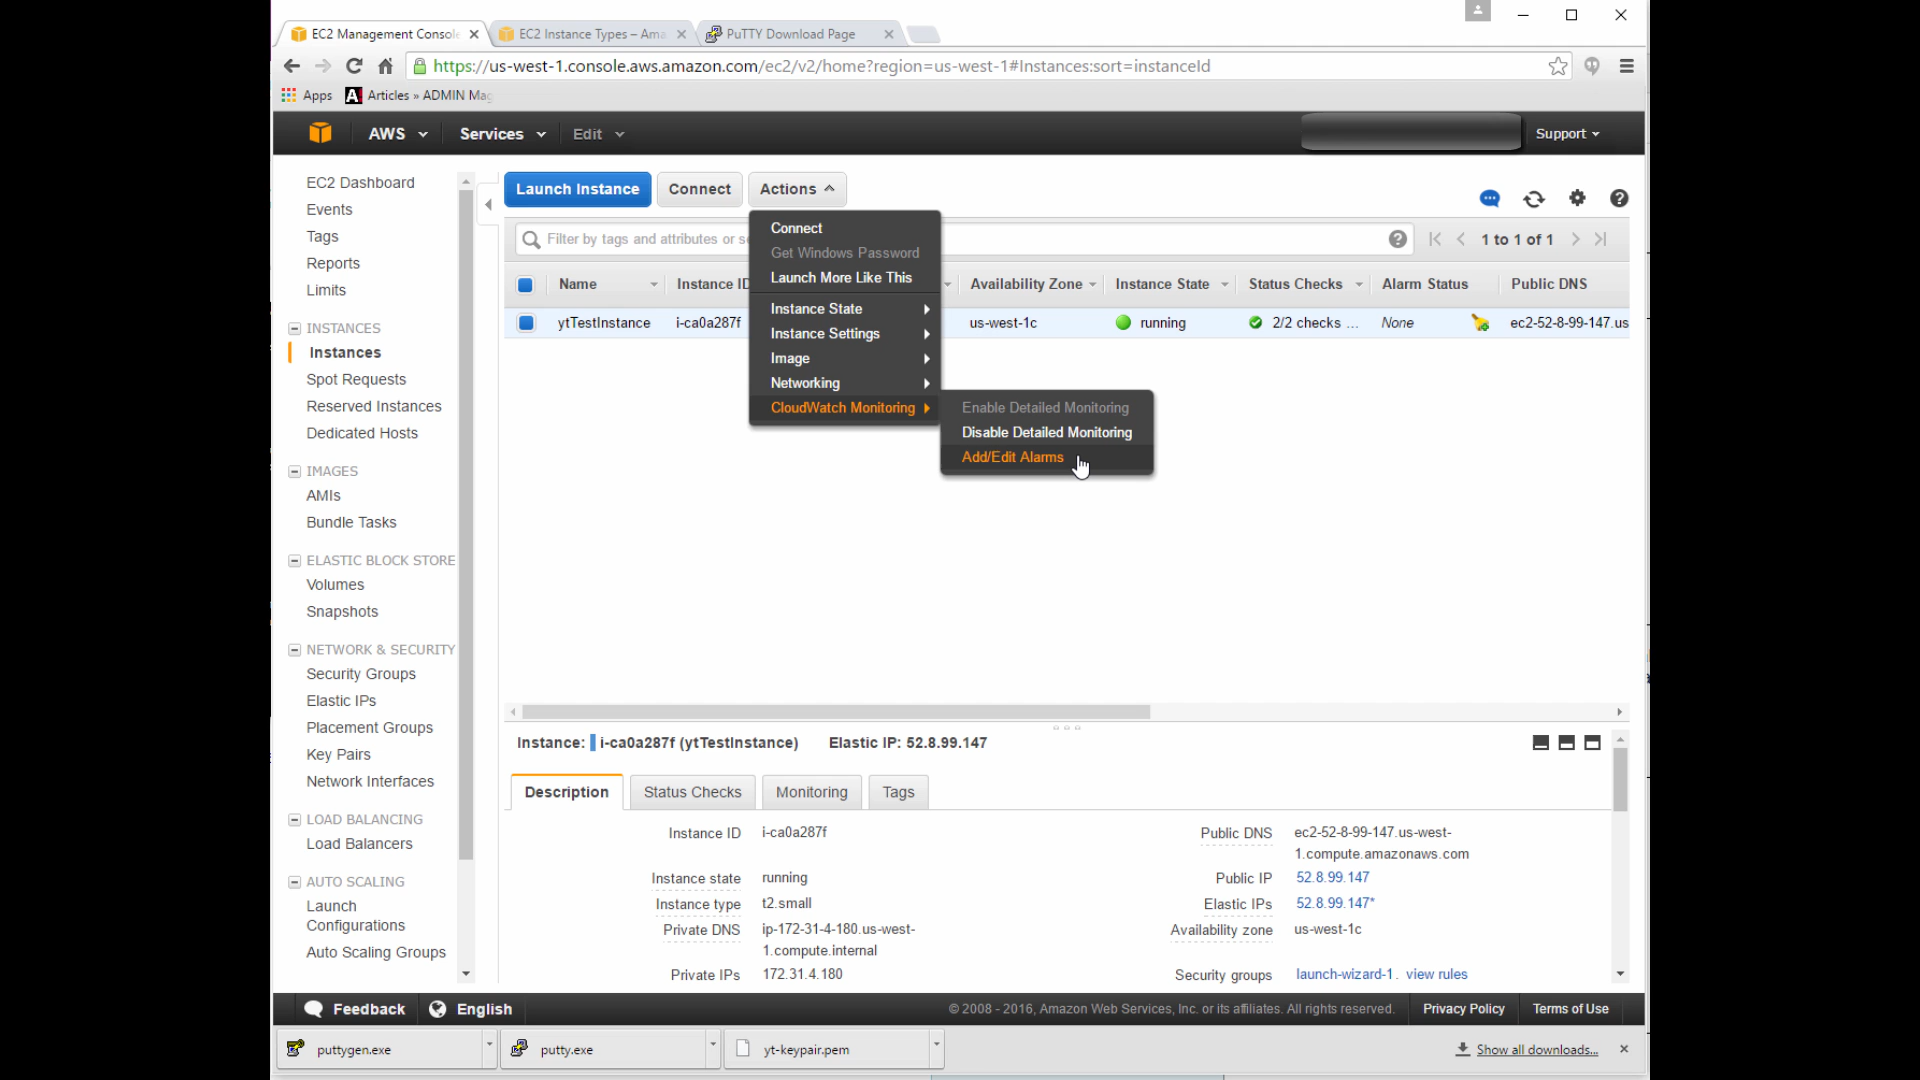 EC2 Management Console
EC2 Instance Types – Ama
PuTTY Download Page
https://us-west-1.console.aws.amazon.com/ec2/v2/home?region=us-west-1#Instances:sort=instanceId
Apps
Articles » ADMIN Mag
AWS
Services
Edit
Support
EC2 Dashboard
Events
Tags
Reports
Limits
INSTANCES
Instances
Spot Requests
Reserved Instances
Dedicated Hosts
IMAGES
AMIs
Bundle Tasks
ELASTIC BLOCK STORE
Volumes
Snapshots
NETWORK & SECURITY
Security Groups
Elastic IPs
Placement Groups
Key Pairs
Network Interfaces
LOAD BALANCING
Load Balancers
AUTO SCALING
Launch
Configurations
Auto Scaling Groups
Launch Instance
Connect
Actions
Filter by tags and attributes or
1 to 1 of 1
Connect
Get Windows Password
Launch More Like This
Instance State
Instance Settings
Image
Networking
CloudWatch Monitoring
Enable Detailed Monitoring
Disable Detailed Monitoring
Add/Edit Alarms
Name Instance ID Availability Zone Instance State Status Checks Alarm Status Public DNS
ytTestInstance i-ca0a287f us-west-1c running 2/2 checks ... None ec2-52-8-99-147.us
Instance: i-ca0a287f (ytTestInstance) Elastic IP: 52.8.99.147
Description
Status Checks
Monitoring
Tags
Instance ID i-ca0a287f
Instance state running
Instance type t2.small
Private DNS ip-172-31-4-180.us-west-
1.compute.internal
Private IPs 172.31.4.180
Public DNS ec2-52-8-99-147.us-west-
1.compute.amazonaws.com
Public IP 52.8.99.147
Elastic IPs 52.8.99.147*
Availability zone us-west-1c
Security groups launch-wizard-1. view rules
Feedback
English
© 2008 - 2016, Amazon Web Services, Inc. or its affiliates. All rights reserved.
Privacy Policy
Terms of Use
puttygen.exe
putty.exe
yt-keypair.pem
Show all downloads...